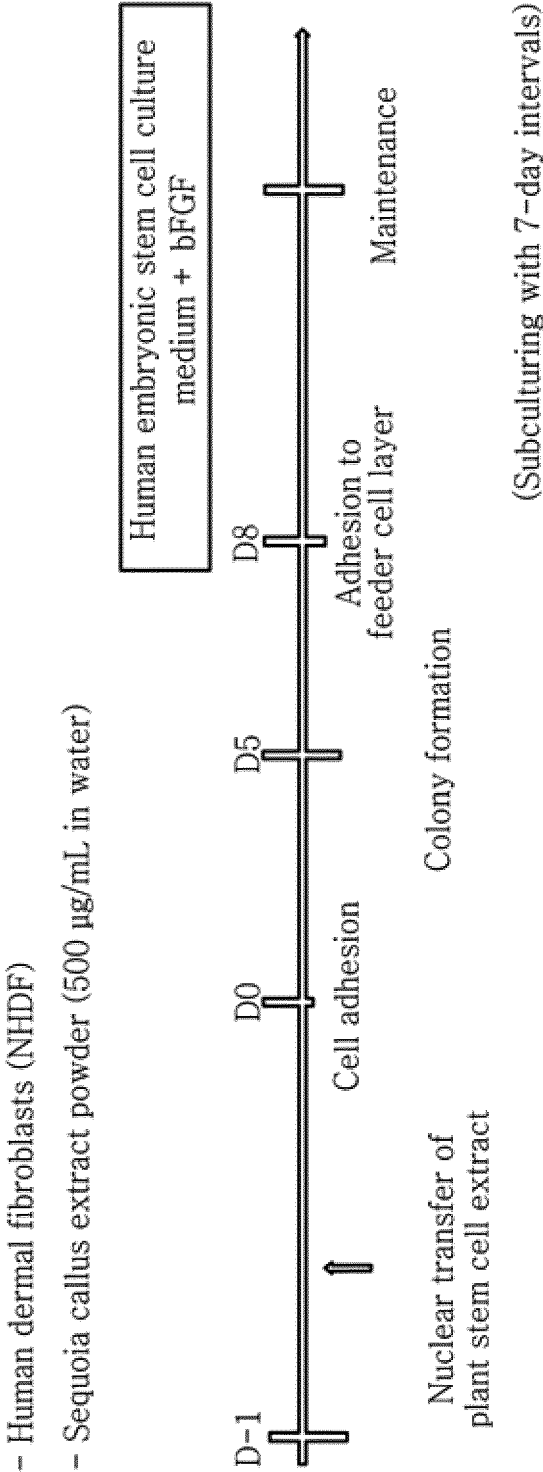 - Human dermal fibroblasts (NHDF)
- Sequoia callus extract powder (500 μg/mL in water)
Human embryonic stem cell culture
medium + bFGF
D-1
D0
D5
D8
Nuclear transfer of
plant stem cell extract
Cell adhesion
Colony formation
Adhesion to
feeder cell layer
Maintenance
(Subculturing with 7-day intervals)